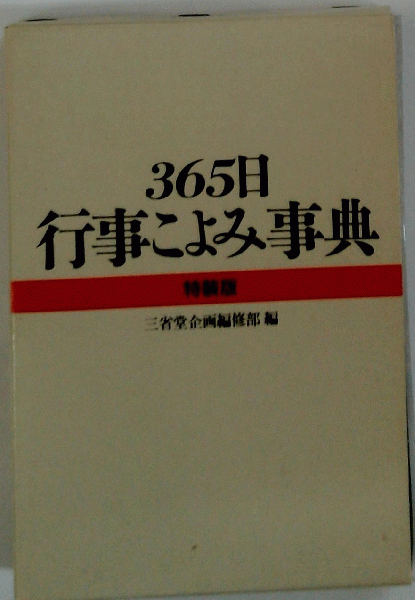 365日
行事こよみ事典
特装版
三省堂企画編修部 編